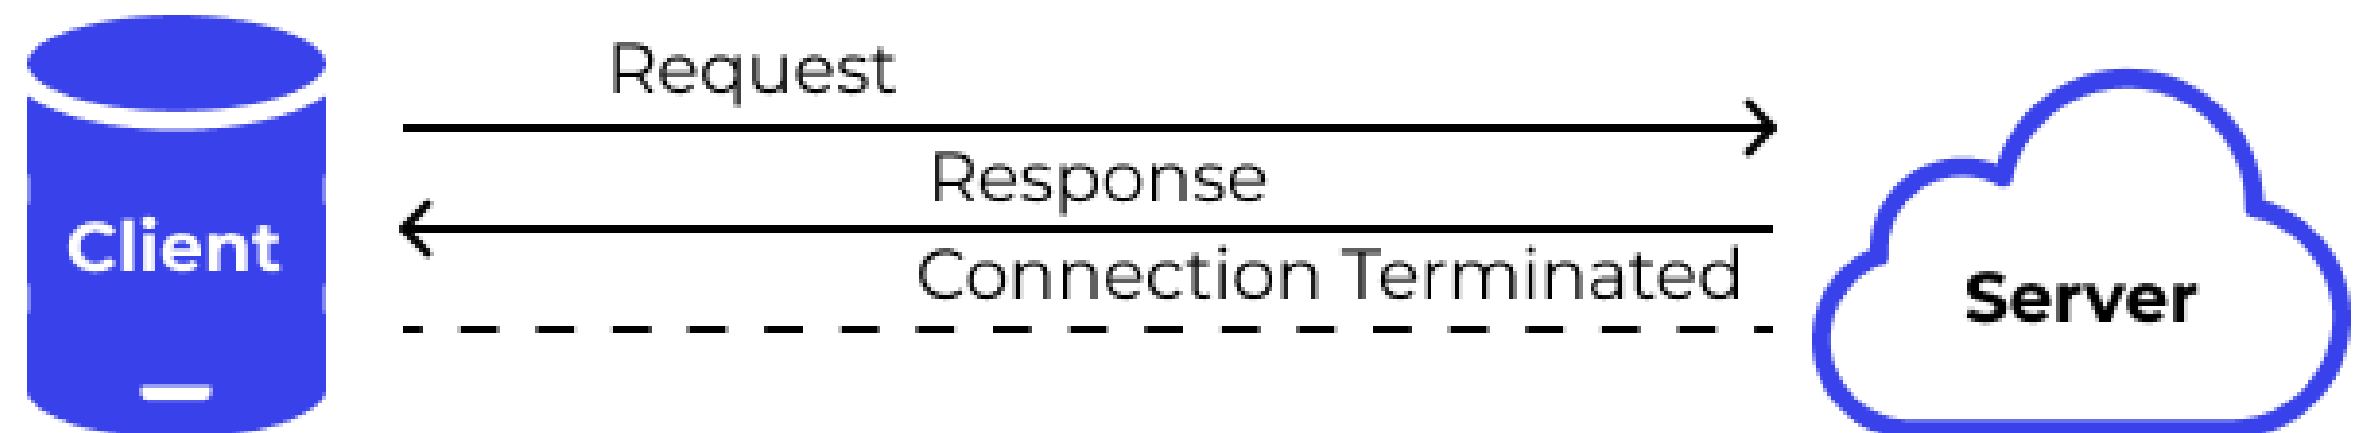 Request
Response
Client
Connection Terminated
Server